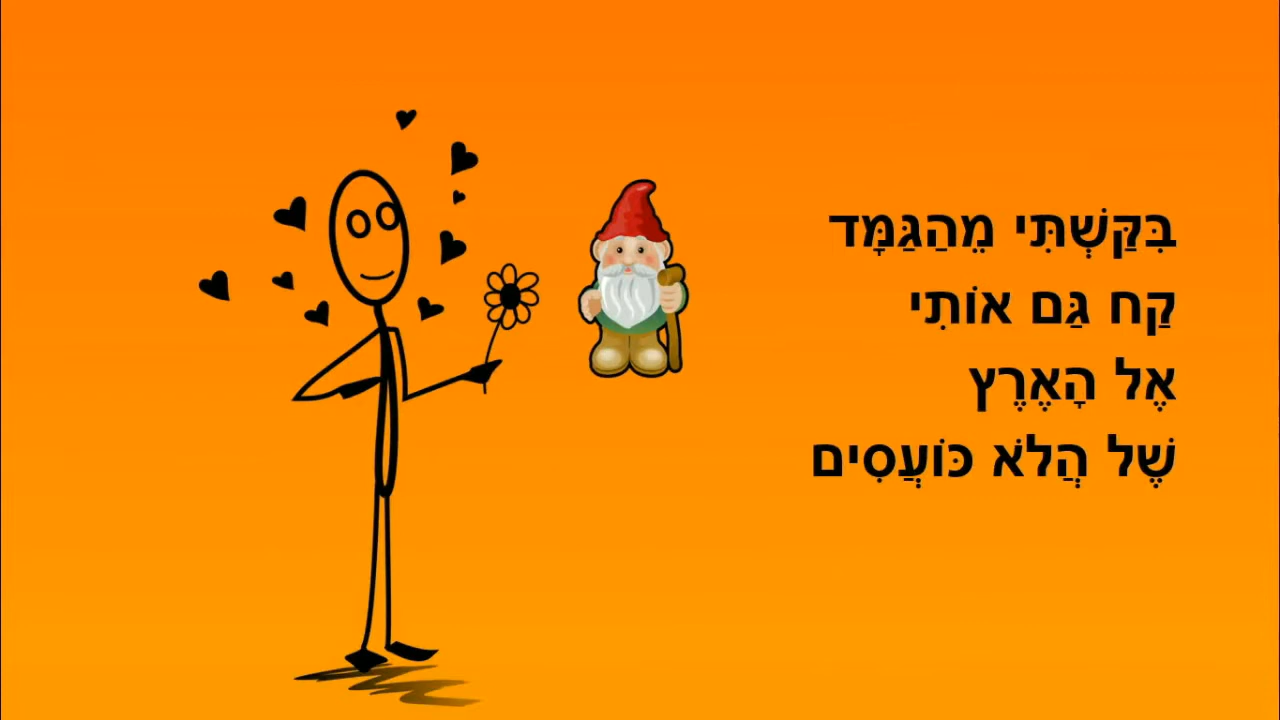 בִּקַּשְׁתִּי מֵהַגַּמָּד
קַח גַּם אוֹתִי
אֶל הָאֶרֶץ
שֶׁל הֲלֹא כּוֹעֲסִים